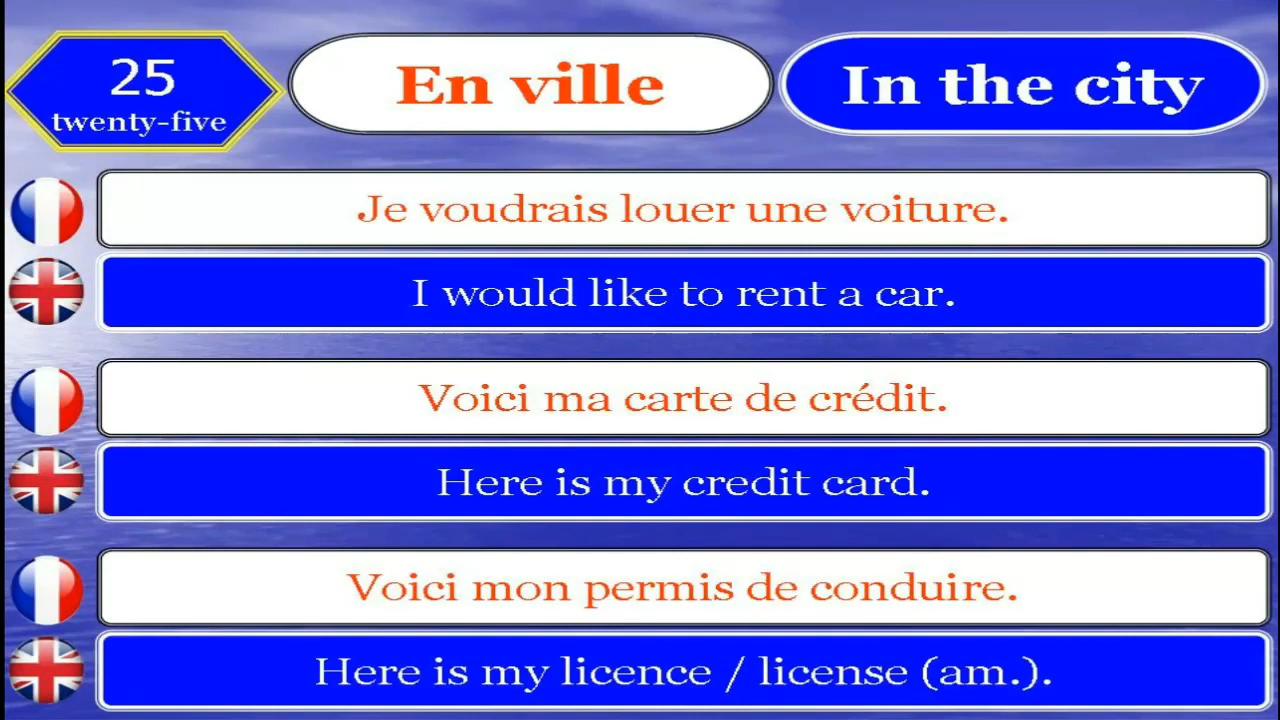 25
twenty-five
En ville
In the city
Je voudrais louer une voiture.
I would like to rent a car.
Voici ma carte de crédit.
Here is my credit card.
Voici mon permis de conduire.
Here is my licence / license (am.).